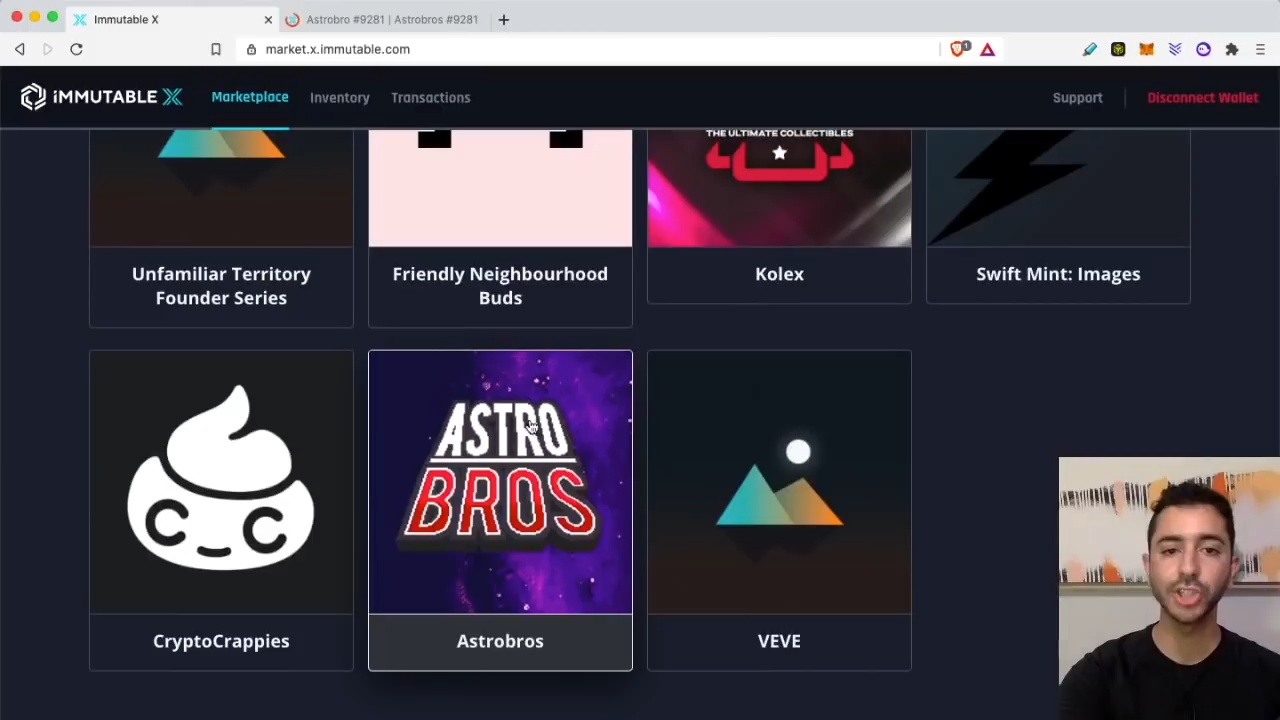 Immutable X
Astrobro #9281 | Astrobros #9281
market.x.immutable.com
1
iMMUTABLE X
Marketplace
Inventory
Transactions
Support
Disconnect Wallet
THE ULTIMATE COLLECTIBLES
Unfamiliar Territory
Founder Series
Friendly Neighbourhood
Buds
Kolex
Swift Mint: Images
ASTRO
BROS
CryptoCrappies
Astrobros
VEVE